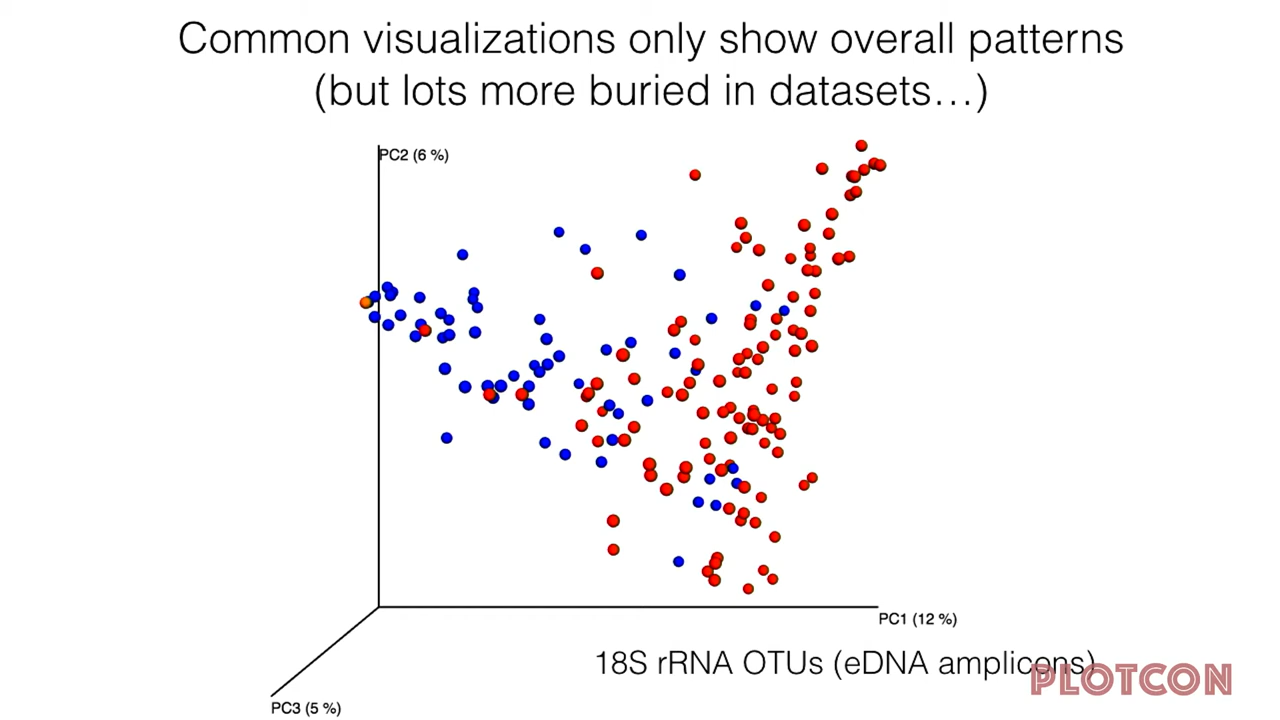 Common visualizations only show overall patterns
(but lots more buried in datasets…)
PC2 (6 %)
PC1 (12 %)
18S rRNA OTUs (eDNA amplicons)
PLOTCON
PC3 (5 %)